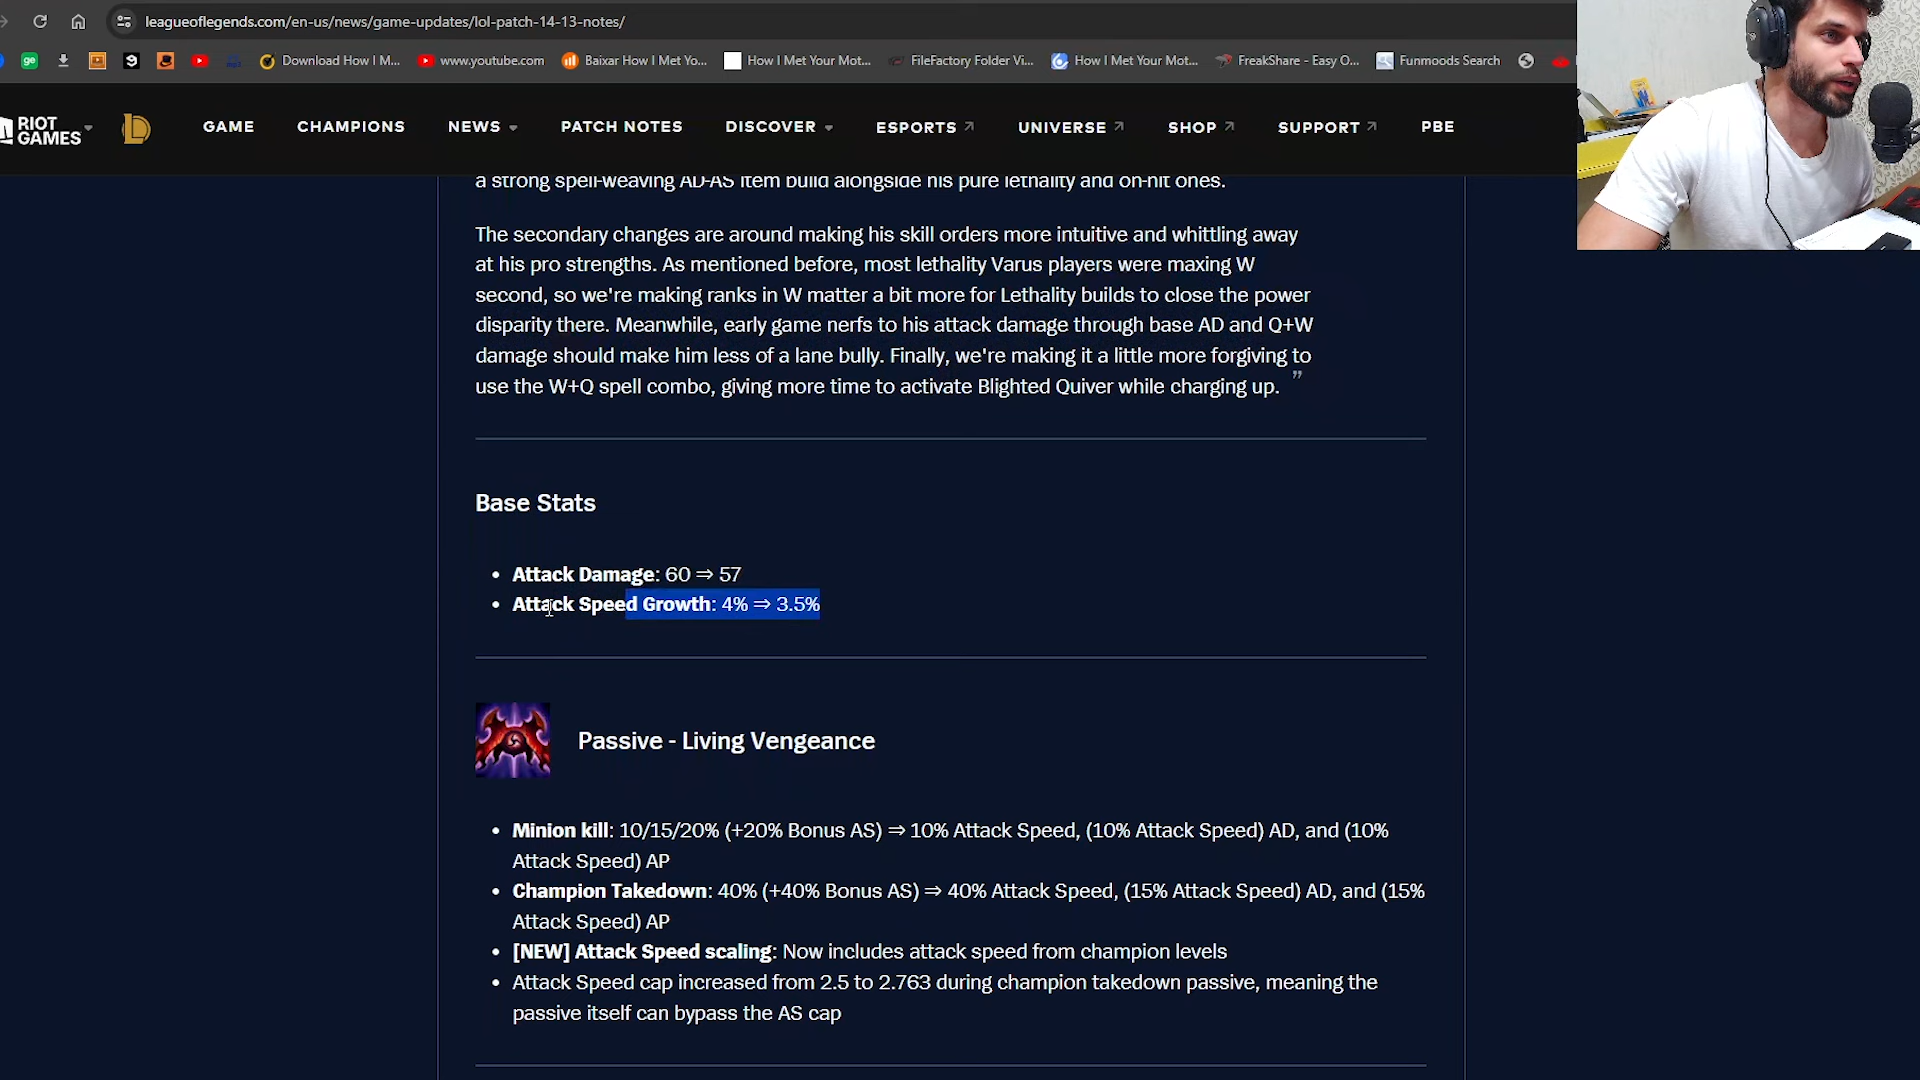 leagueoflegends.com/en-us/news/game-updates/lol-patch-14-13-notes/
ge
9
Download How I M...
www.youtube.com
Baixar How I Met Yo...
How I Met Your Mot...
FileFactory Folder Vi...
How I Met Your Mot...
FreakShare - Easy O...
Funmoods Search
RIOT
GAMES
GAME
CHAMPIONS
NEWS
PATCH NOTES
DISCOVER
ESPORTS
UNIVERSE
SHOP
SUPPORT
PBE
a strong spell-weaving AD-AS item build alongside his pure lethality and on-hit ones.
The secondary changes are around making his skill orders more intuitive and whittling away
at his pro strengths. As mentioned before, most lethality Varus players were maxing W
second, so we're making ranks in W matter a bit more for Lethality builds to close the power
disparity there. Meanwhile, early game nerfs to his attack damage through base AD and Q+W
damage should make him less of a lane bully. Finally, we're making it a little more forgiving to
use the W+Q spell combo, giving more time to activate Blighted Quiver while charging up. ”
Base Stats
• Attack Damage: 60 ⇒ 57
• Attack Speed Growth: 4% ⇒ 3.5%
Passive - Living Vengeance
• Minion kill: 10/15/20% (+20% Bonus AS) ⇒ 10% Attack Speed, (10% Attack Speed) AD, and (10%
Attack Speed) AP
• Champion Takedown: 40% (+40% Bonus AS) ⇒ 40% Attack Speed, (15% Attack Speed) AD, and (15%
Attack Speed) AP
• [NEW] Attack Speed scaling: Now includes attack speed from champion levels
• Attack Speed cap increased from 2.5 to 2.763 during champion takedown passive, meaning the
passive itself can bypass the AS cap